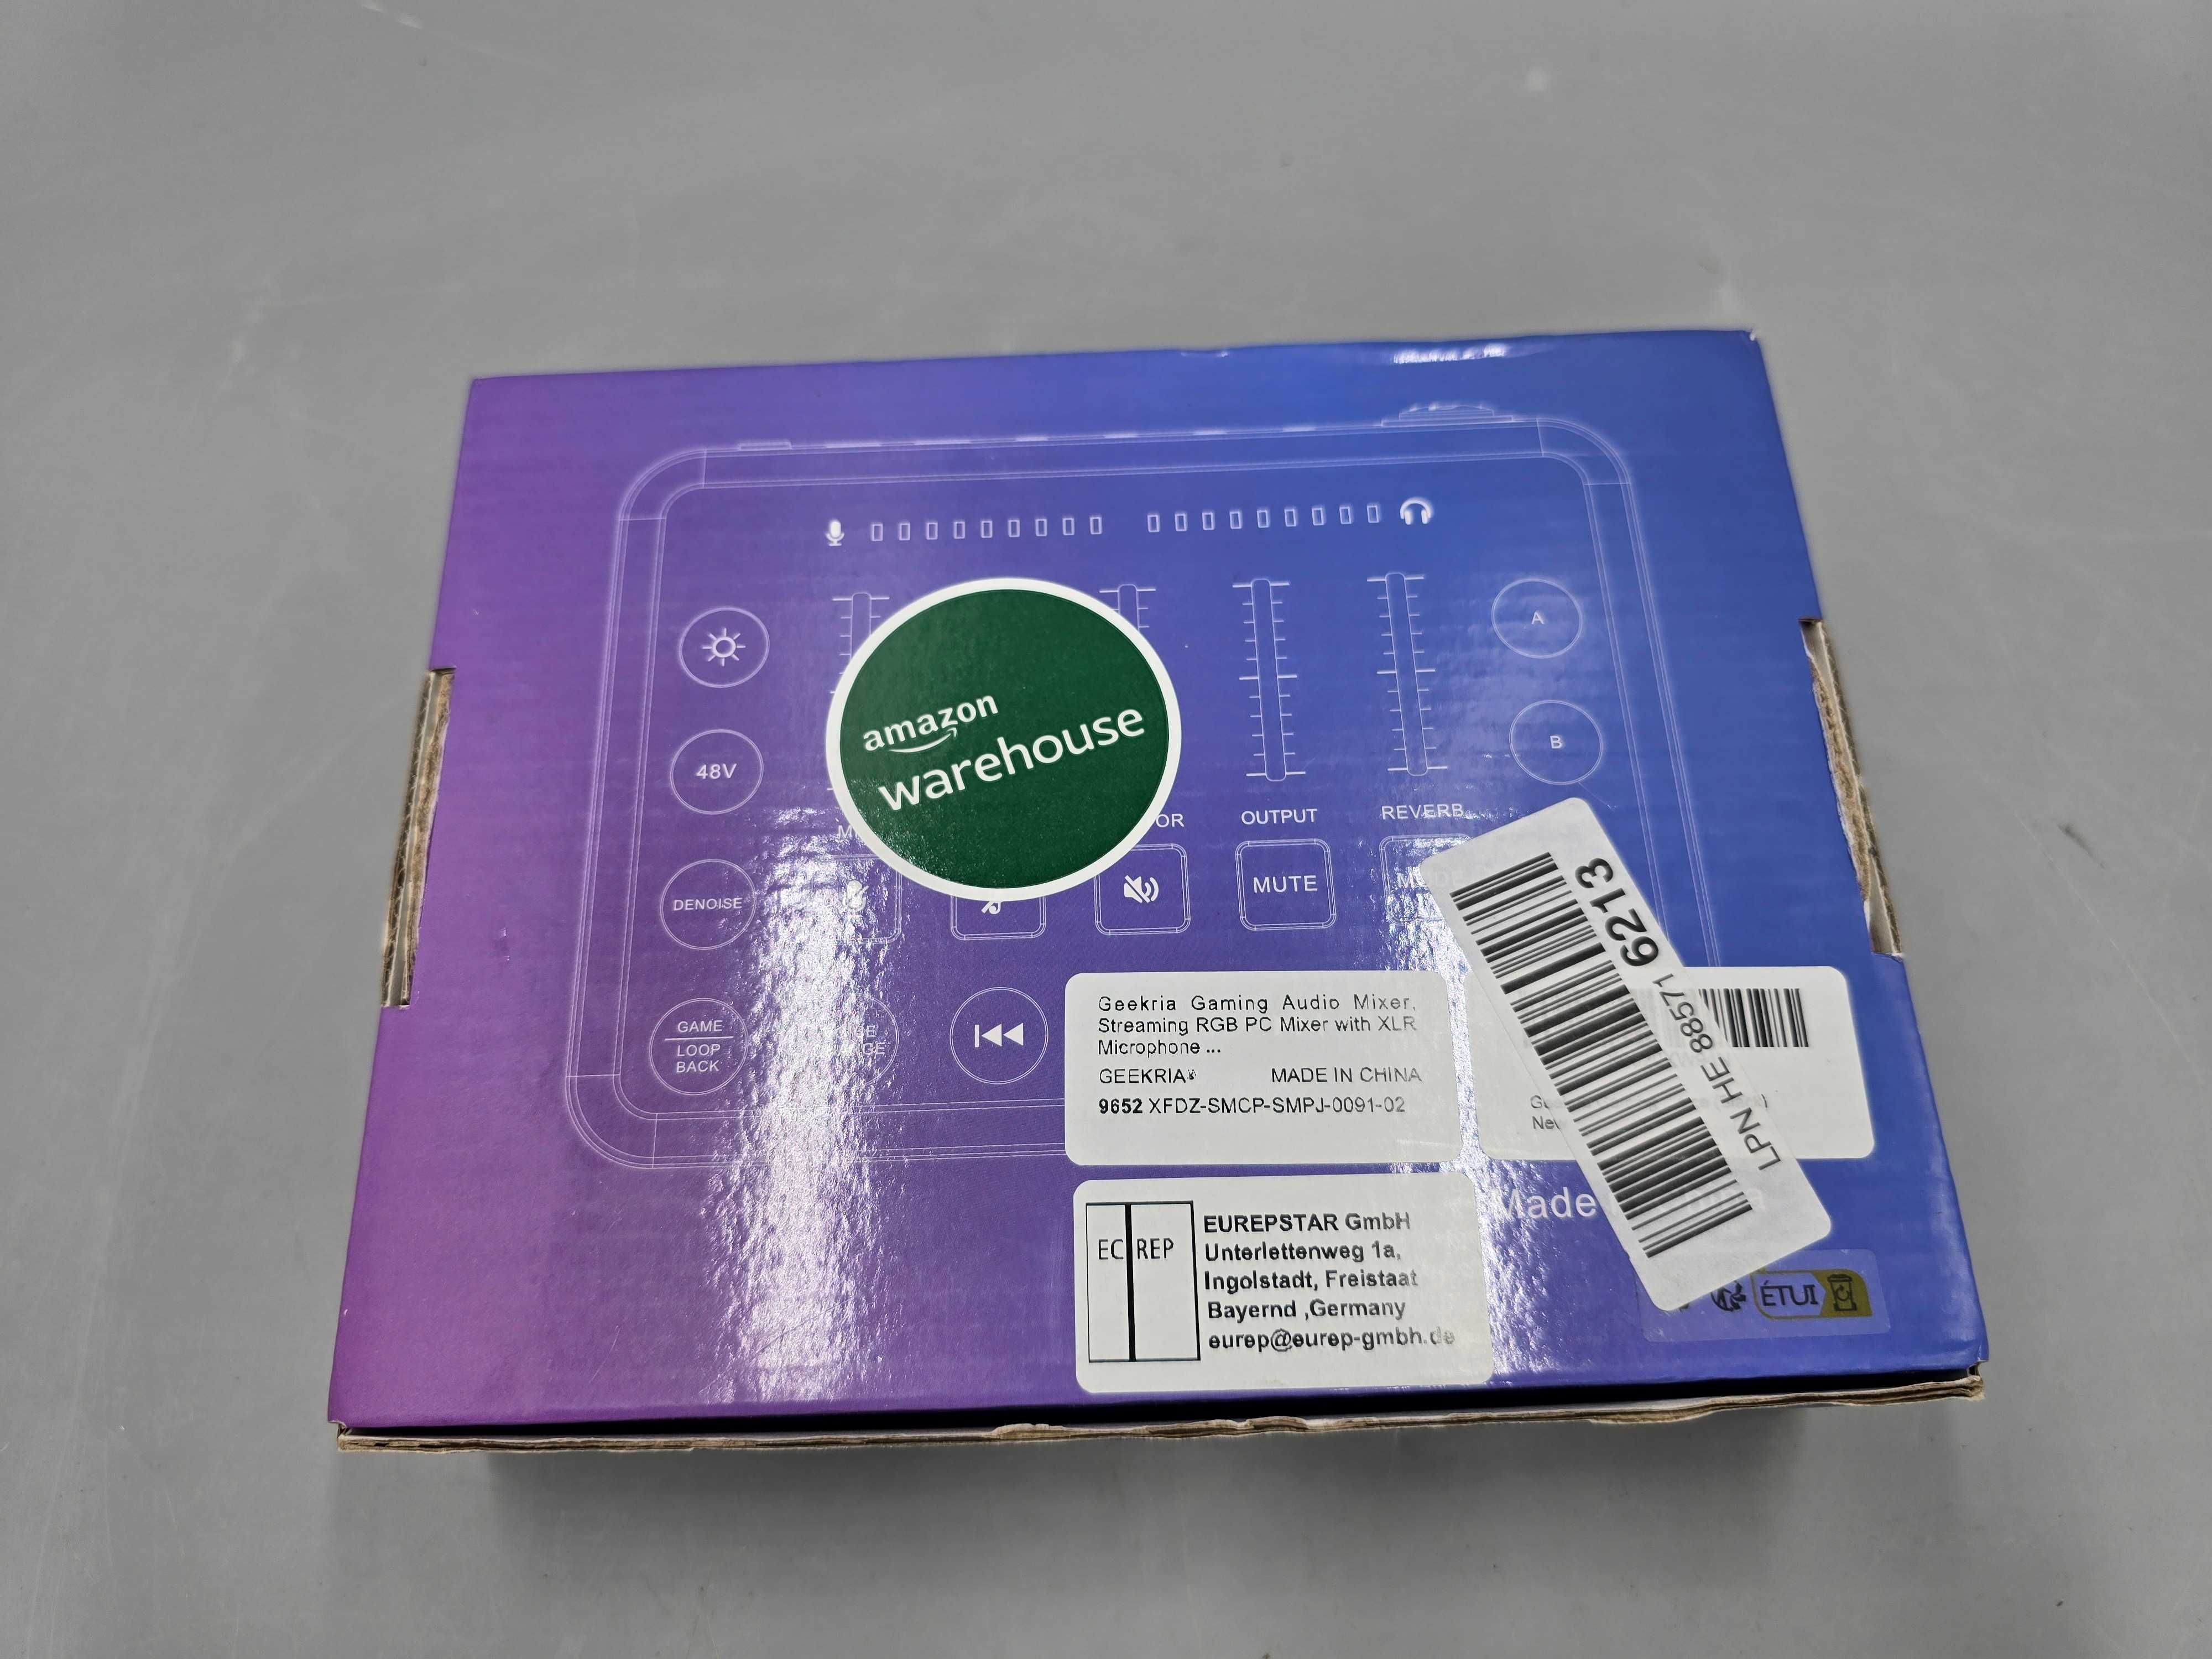 amazon
warehouse
A
B
48V
OUTPUT
REVERB
DENOISE
MUTE
GAME
LOOP
BACK
Geekria Gaming Audio Mixer,
Streaming RGB PC Mixer with XLR
Microphone ...
GEEKRIA
MADE IN CHINA
9652 XFDZ-SMCP-SMPJ-0091-02
LPN HE 88571 6213
Made
EC REP
EUREPSTAR GmbH
Unterlettenweg 1a,
Ingolstadt, Freistaat
Bayernd ,Germany
eurep@eurep-gmbh.de
ÉTUI